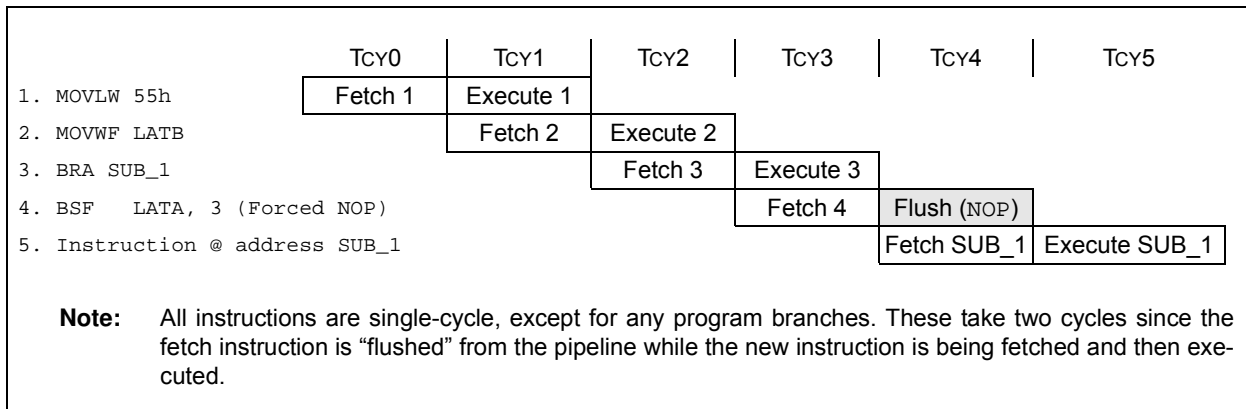 TCY0 TCY1 TCY2 TCY3 TCY4 TCY5
1. MOVLW 55h Fetch 1 Execute 1
2. MOVWF LATB Fetch 2 Execute 2
3. BRA SUB_1 Fetch 3 Execute 3
4. BSF LATA, 3 (Forced NOP) Fetch 4 Flush (NOP)
5. Instruction @ address SUB_1 Fetch SUB_1 Execute SUB_1
Note: All instructions are single-cycle, except for any program branches. These take two cycles since the
fetch instruction is “flushed” from the pipeline while the new instruction is being fetched and then exe-
cuted.